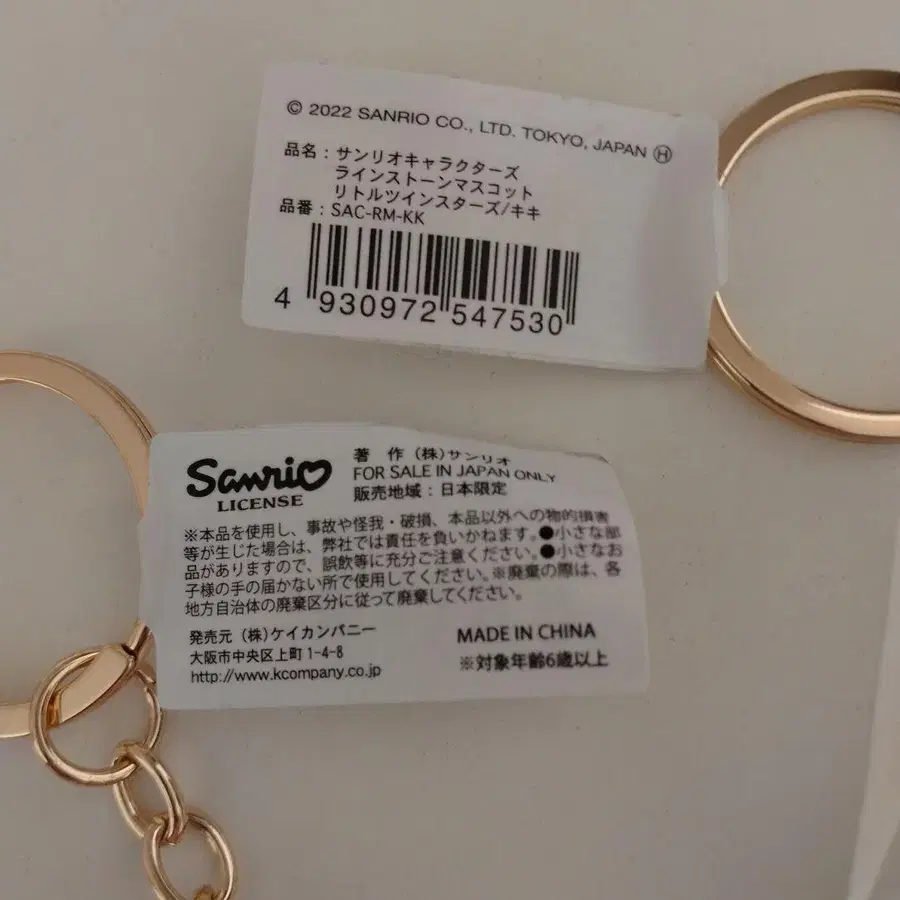 © 2022 SANRIO CO., LTD. TOKYO, JAPAN Ⓗ
品名：サンリオキャラクターズ
ラインストーンマスコット
リトルツインスターズ/キキ
品番：SAC-RM-KK
4 930972 547530
Sanrio
LICENSE
著　作（株）サンリオ
FOR SALE IN JAPAN ONLY
販売地域：日本限定
※本品を使用し、事故や怪我・破損、本品以外への物的損害
等が生じた場合は、弊社では責任を負いかねます。●小さな部
品がありますので、誤飲等に充分ご注意ください。●小さなお
子様の手の届かない所で使用してください。※廃棄の際は、各
地方自治体の廃棄区分に従って廃棄してください。
発売元（株）ケイカンパニー
大阪市中央区上町1-4-8
http://www.kcompany.co.jp
MADE IN CHINA
※対象年齢6歳以上